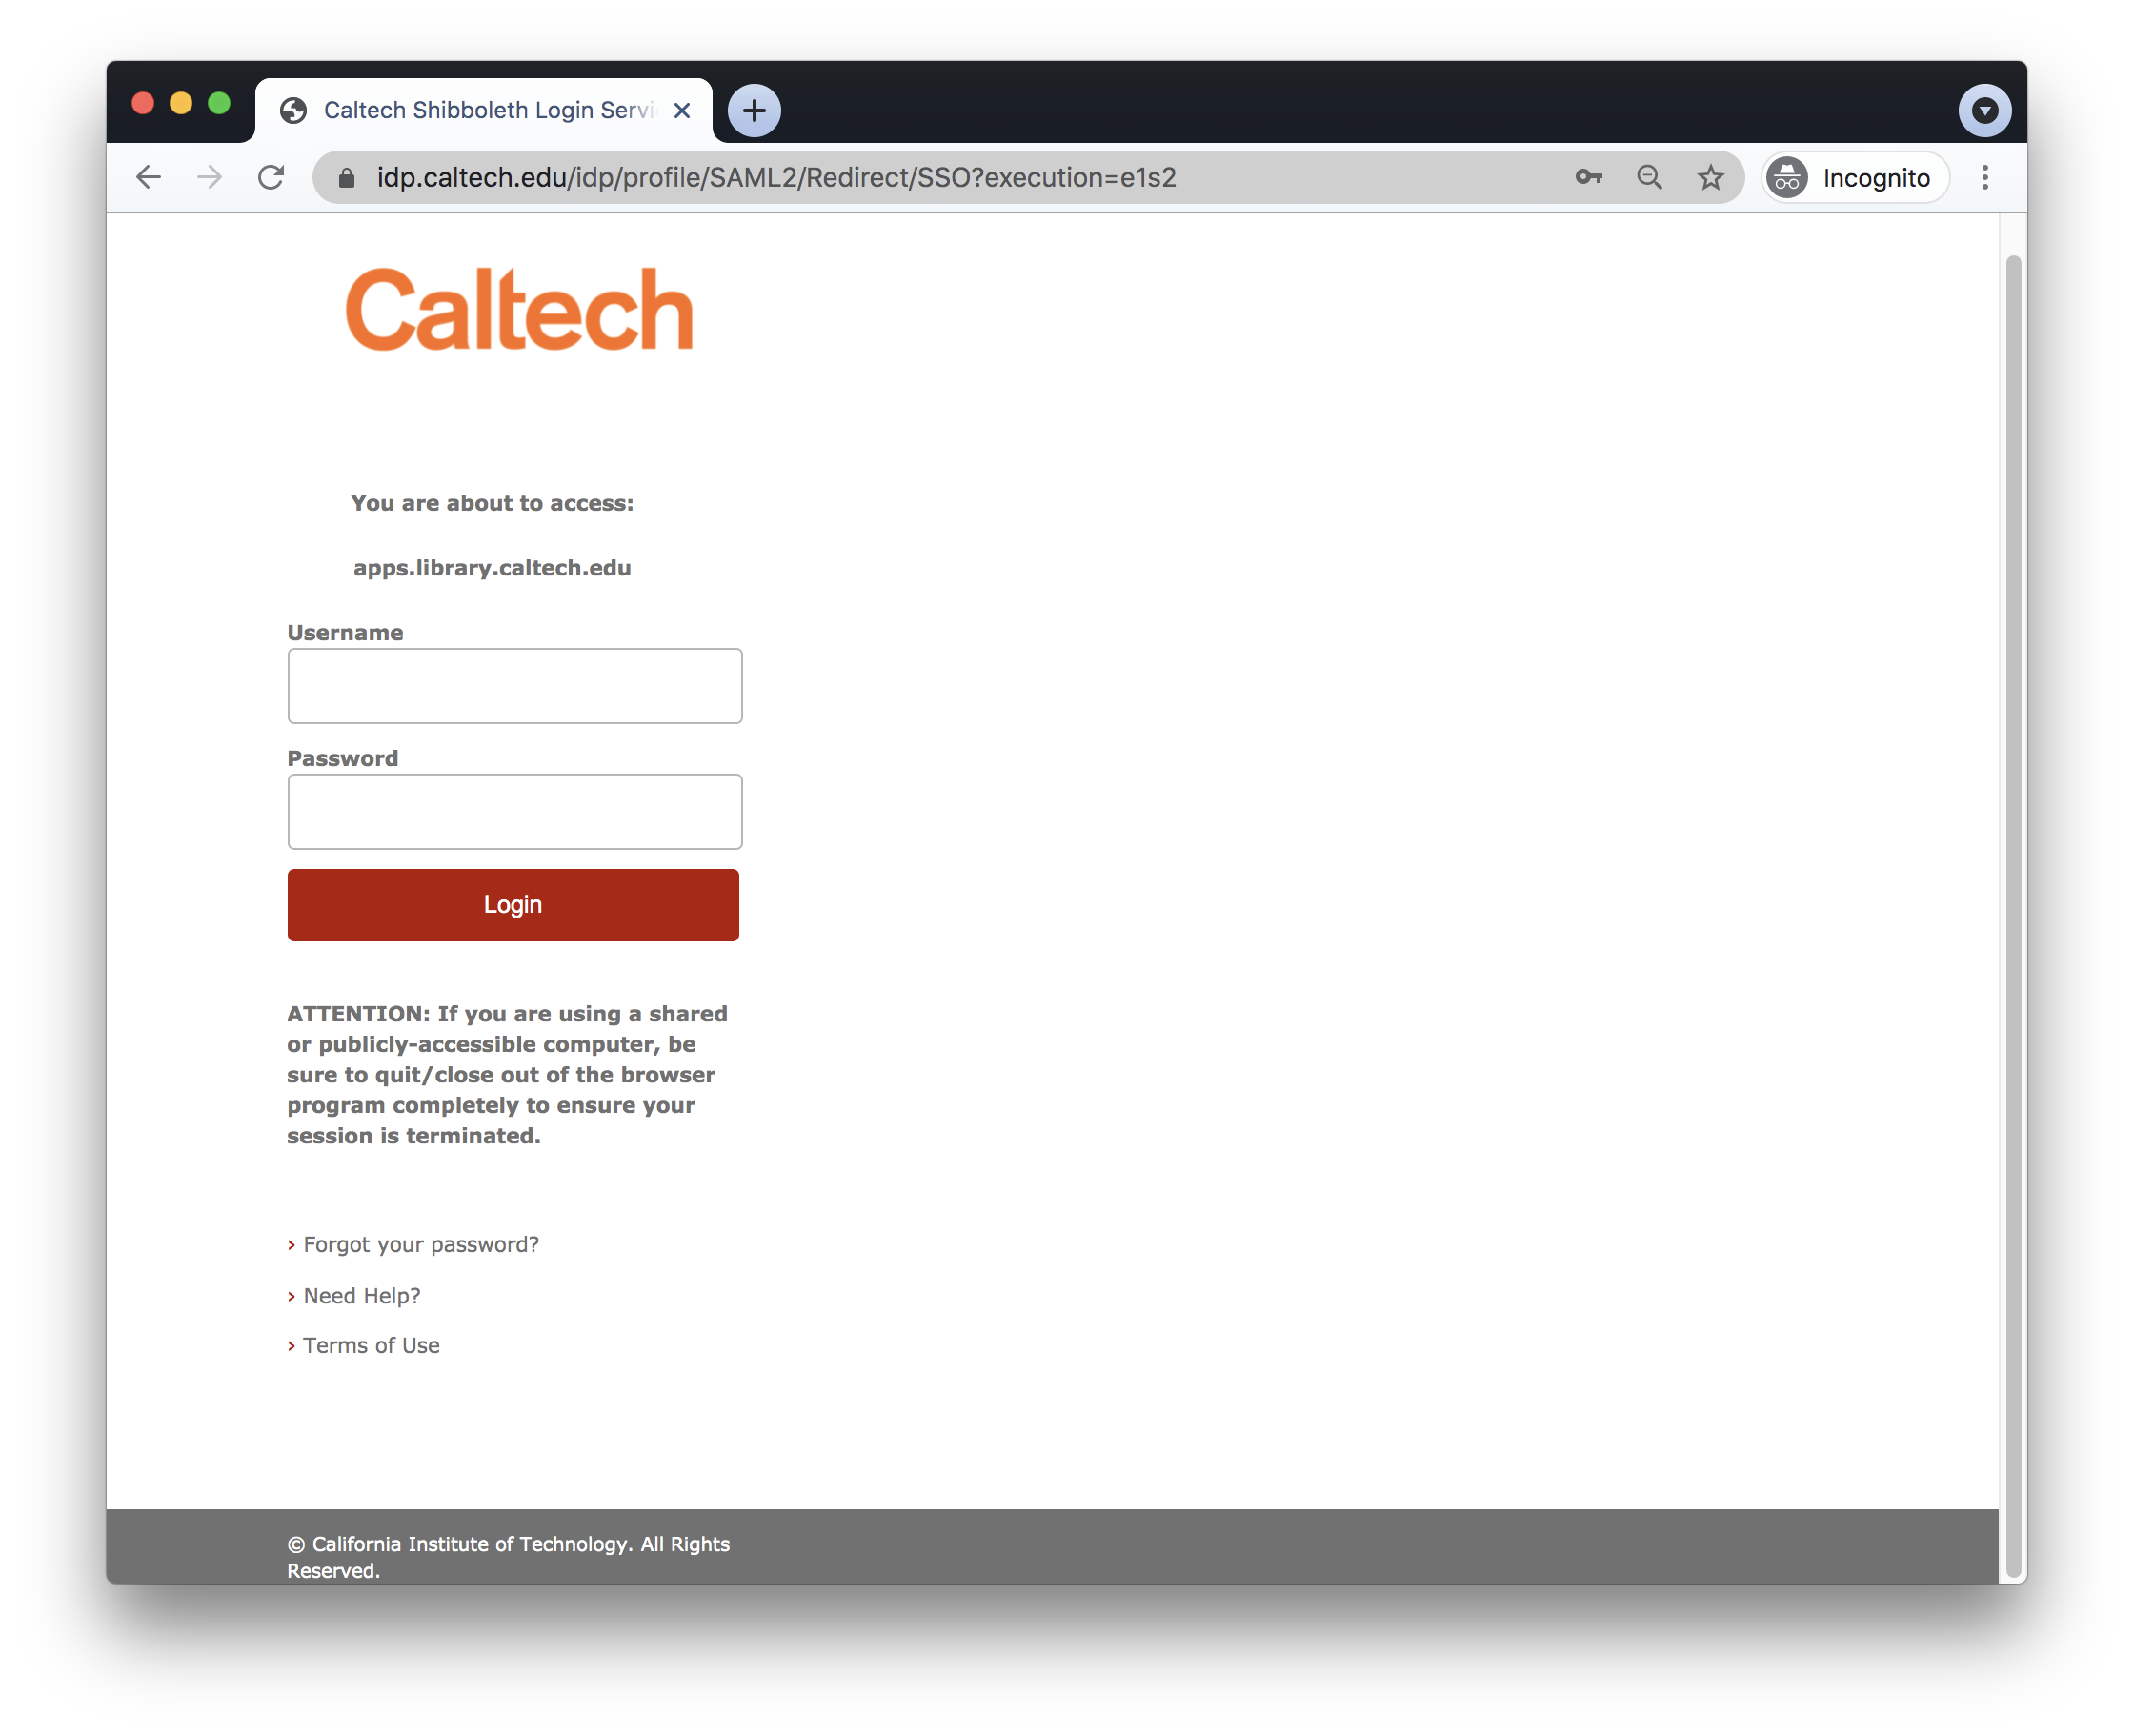 Caltech Shibboleth Login Servi
idp.caltech.edu/idp/profile/SAML2/Redirect/SSO?execution=e1s2
Incognito
Caltech
You are about to access:
apps.library.caltech.edu
Username
Password
Login
ATTENTION: If you are using a shared
or publicly-accessible computer, be
sure to quit/close out of the browser
program completely to ensure your
session is terminated.
› Forgot your password?
› Need Help?
› Terms of Use
© California Institute of Technology. All Rights
Reserved.